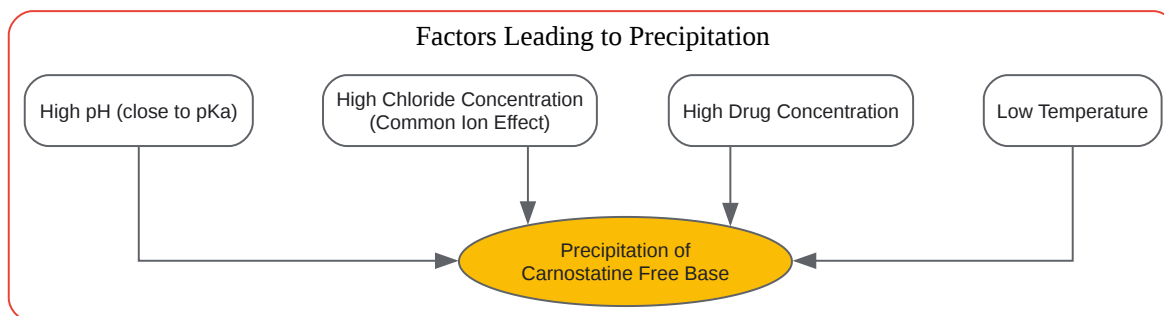 Factors Leading to Precipitation
High pH (close to pKa)
High Chloride Concentration
(Common Ion Effect)
High Drug Concentration
Low Temperature
Precipitation of
Carnostatine Free Base